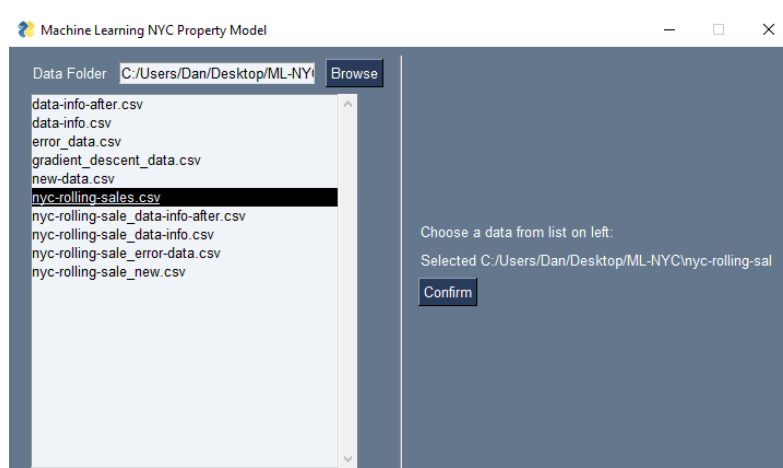 Machine Learning NYC Property Model
Data Folder C:/Users/Dan/Desktop/ML-NY Browse
data-info-after.csv
data-info.csv
error_data.csv
gradient_descent_data.csv
new-data.csv
nyc-rolling-sales.csv
nyc-rolling-sale_data-info-after.csv
nyc-rolling-sale_data-info.csv
nyc-rolling-sale_error-data.csv
nyc-rolling-sale_new.csv
Choose a data from list on left:
Selected C:/Users/Dan/Desktop/ML-NYC\nyc-rolling-sal
Confirm